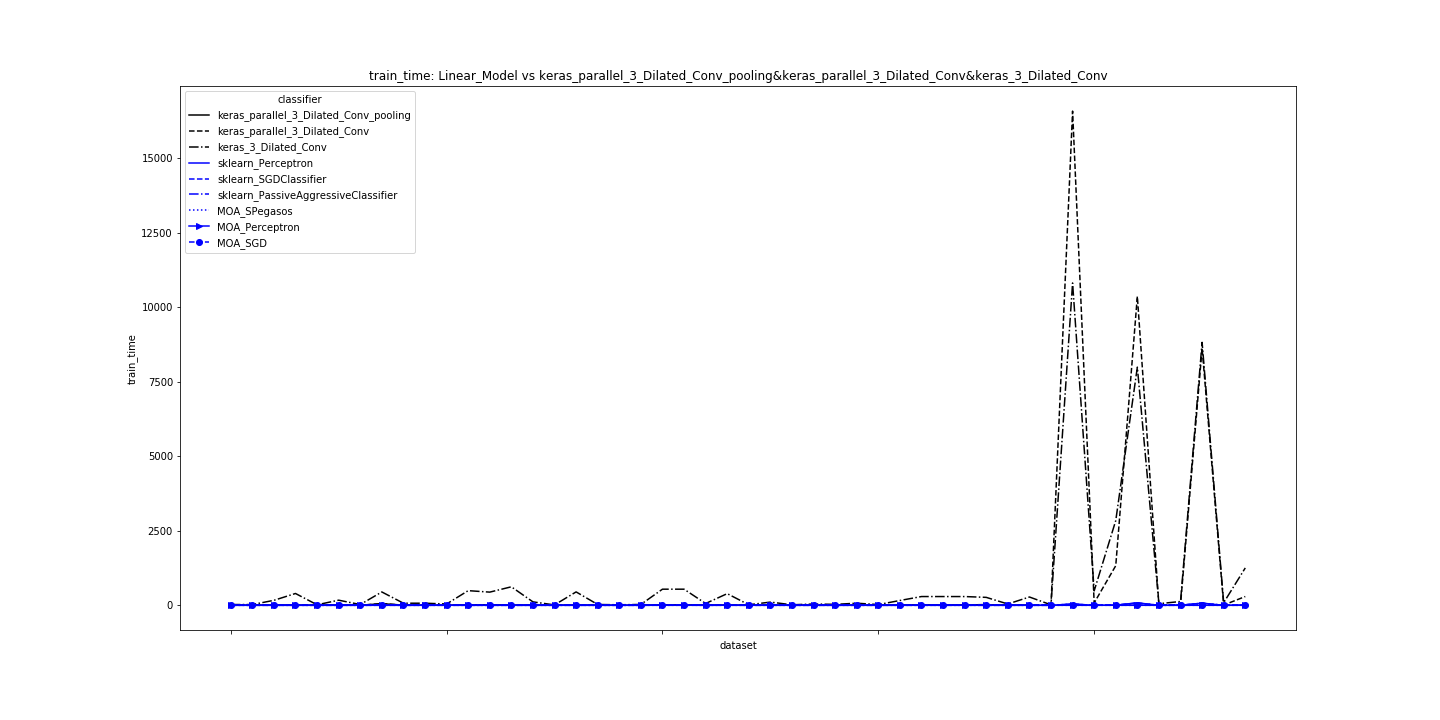 train_time: Linear_Model vs keras_parallel_3_Dilated_Conv_pooling&keras_parallel_3_Dilated_Conv&keras_3_Dilated_Conv
classifier
keras_parallel_3_Dilated_Conv_pooling
keras_parallel_3_Dilated_Conv
keras_3_Dilated_Conv
sklearn_Perceptron
sklearn_SGDClassifier
sklearn_PassiveAggressiveClassifier
MOA_SPegasos
MOA_Perceptron
MOA_SGD
15000
12500
10000
7500
5000
2500
0
train_time
dataset